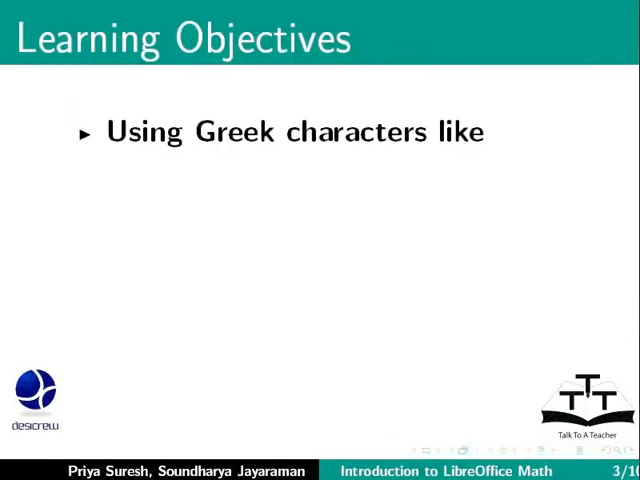 Learning Objectives
Using Greek characters like
desicrew
TTT
Talk To A Teacher
Priya Suresh, Soundharya Jayaraman Introduction to LibreOffice Math 3/10